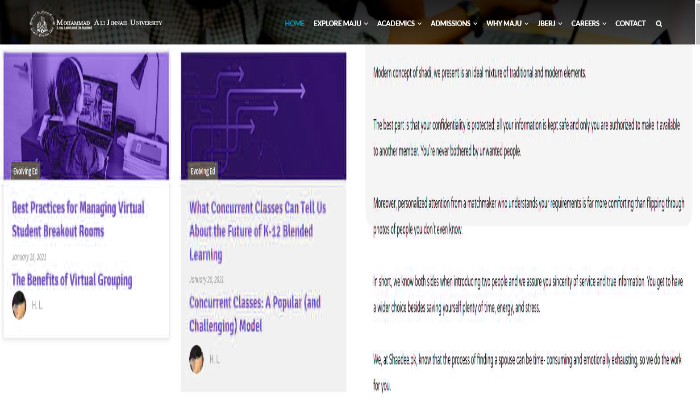 MOHAMMAD ALI JINNAH UNIVERSITY
HOME EXPLORE MAJU ACADEMICS ADMISSIONS WHY MAJU JBERJ CAREERS CONTACT
Evolving Ed
Best Practices for Managing Virtual
Student Breakout Rooms
January 21, 2021
The Benefits of Virtual Grouping
H. L.
Evolving Ed
What Concurrent Classes Can Tell Us
About the Future of K-12 Blended
Learning
January 20, 2021
Concurrent Classes: A Popular (and
Challenging) Model
H. L.
Modern concept of shadi, we present is an ideal mixture of traditional and modern elements.
The best part is that your confidentiality is protected; all your information is kept safe and only you are authorized to make it available
to another member. You're never bothered by unwanted people.
Moreover, personalized attention from a matchmaker who understands your requirements is far more comforting than flipping through
photos of people you don't even know.
In short, we know both sides when introducing two people and we assure you sincerity of service and true information. You get to have
a wider choice besides saving yourself plenty of time, energy, and stress.
We, at Shaadee.pk, know that the process of finding a spouse can be time- consuming and emotionally exhausting, so we do the work
for you.